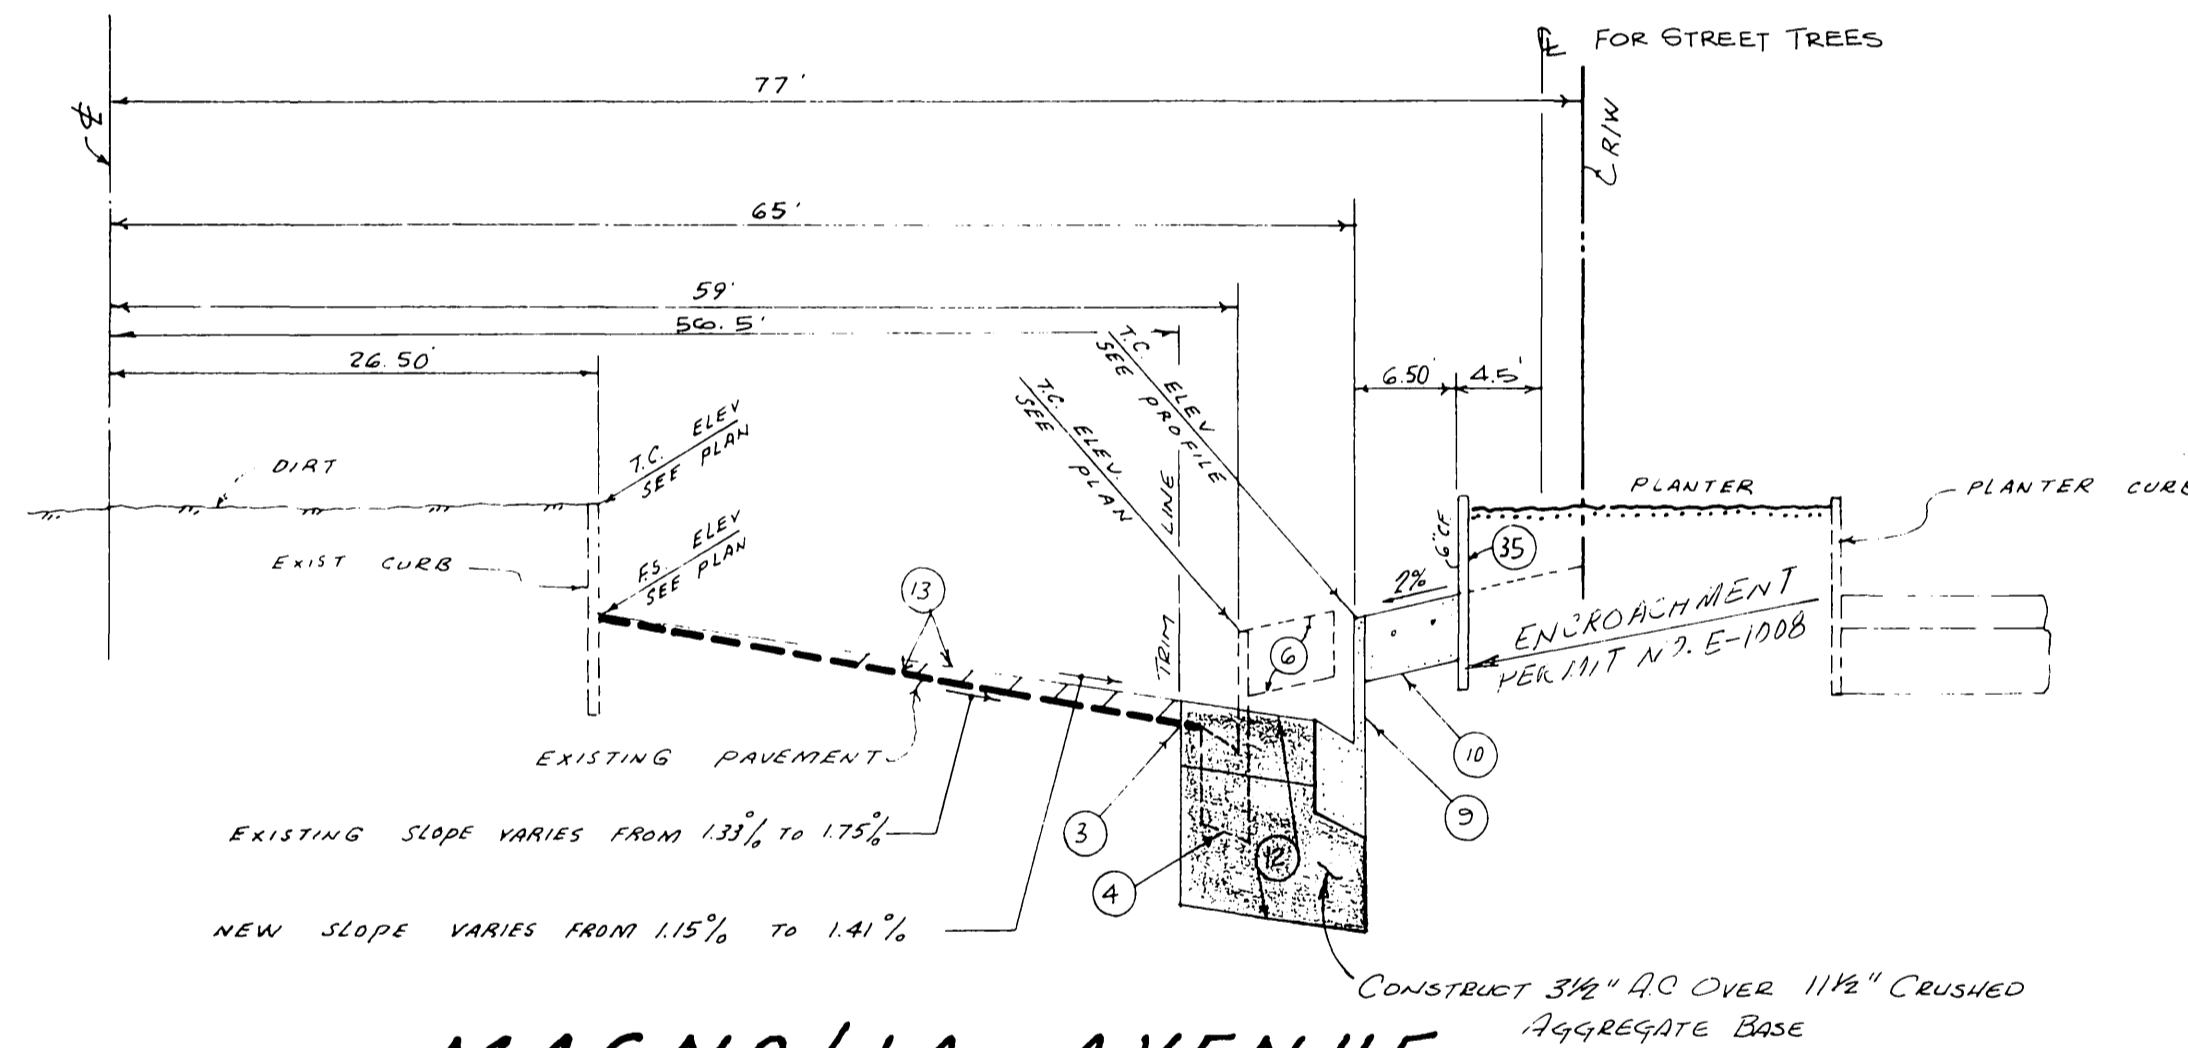 ℄ FOR STREET TREES
77'
R/W
65'
59'
56.5'
26.50'
6.50'
4.5'
T.C. ELEV
SEE PROFILE
T.C. ELEV.
SEE PLAN
T.C. ELEV
SEE PLAN
DIRT
PLANTER
PLANTER CURB
TRIM LINE
6" CF
35
EXIST CURB
F.S. ELEV
SEE PLAN
13
2%
6
ENCROACHMENT
PERMIT NO. E-1008
EXISTING PAVEMENT
10
9
3
EXISTING SLOPE VARIES FROM 1.33% TO 1.75%
12
4
NEW SLOPE VARIES FROM 1.15% TO 1.41%
CONSTRUCT 3½" A.C OVER 11½" CRUSHED
AGGREGATE BASE
MAGNOLIA AVENUE